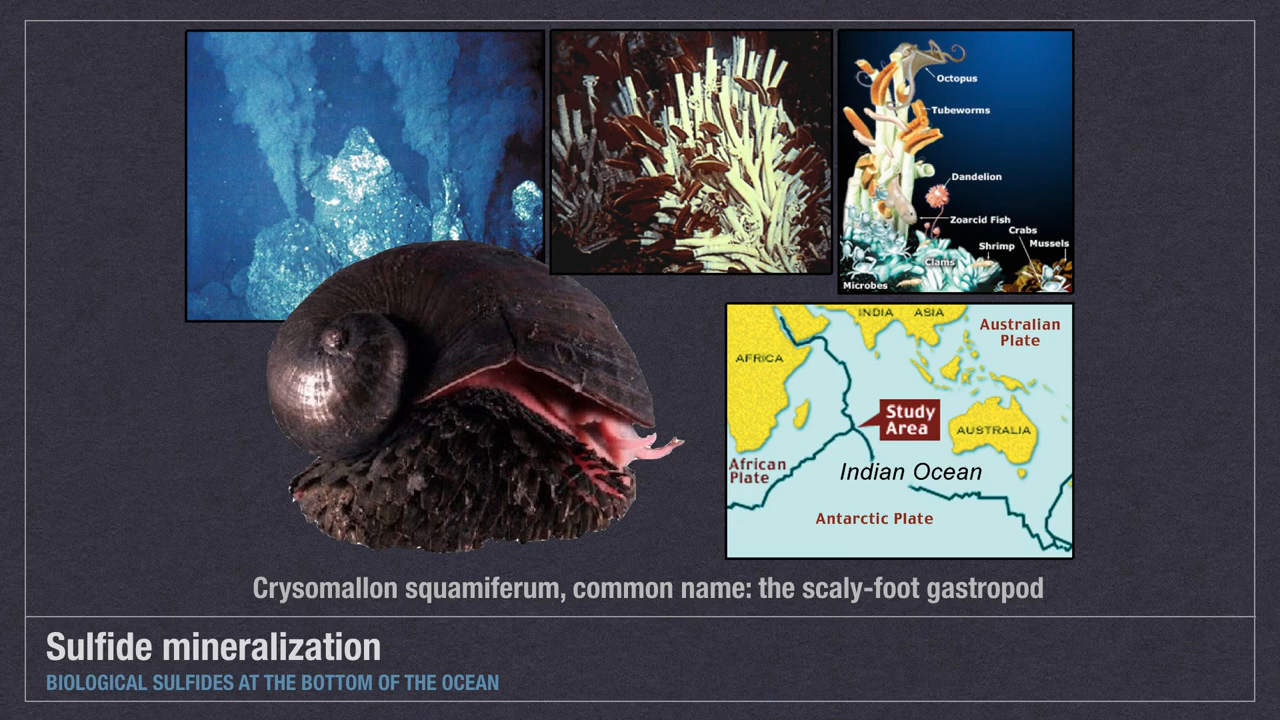 Octopus
Tubeworms
Dandelion
Zoarcid Fish
Crabs
Shrimp
Mussels
Clams
Microbes
INDIA
ASIA
Australian
Plate
AFRICA
Study
Area
AUSTRALIA
African
Plate
Indian Ocean
Antarctic Plate
Crysomallon squamiferum, common name: the scaly-foot gastropod
Sulfide mineralization
BIOLOGICAL SULFIDES AT THE BOTTOM OF THE OCEAN